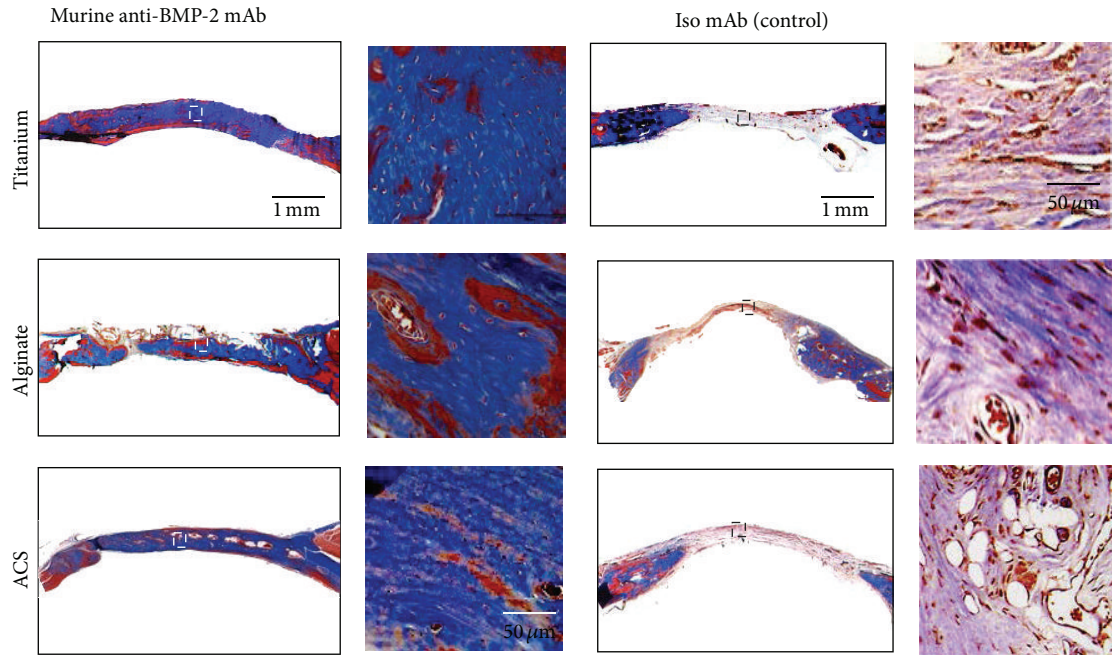 Murine anti-BMP-2 mAb
Iso mAb (control)
Titanium
1 mm
1 mm
50 μm
Alginate
ACS
50 μm